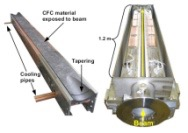 CFC material
exposed to beam
Tapering
Cooling
pipes
1.2 m
Beam